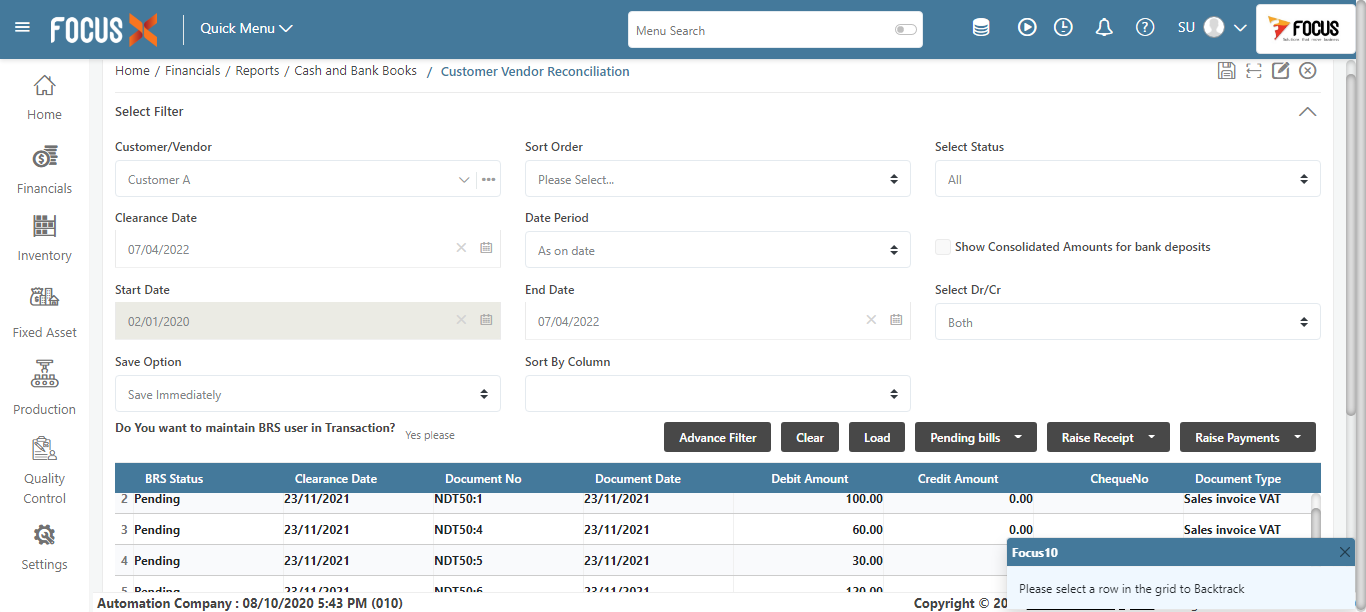 FOCUS X
Quick Menu
Menu Search
SU
FOCUS
Home / Financials / Reports / Cash and Bank Books / Customer Vendor Reconciliation
Home
Financials
Inventory
Fixed Asset
Production
Quality
Control
Settings
Select Filter
Customer/Vendor
Customer A
Sort Order
Please Select...
Select Status
All
Clearance Date
07/04/2022
Date Period
As on date
Show Consolidated Amounts for bank deposits
Start Date
02/01/2020
End Date
07/04/2022
Select Dr/Cr
Both
Save Option
Save Immediately
Sort By Column
Do You want to maintain BRS user in Transaction? Yes please
Advance Filter Clear Load Pending bills Raise Receipt Raise Payments
BRS Status Clearance Date Document No Document Date Debit Amount Credit Amount ChequeNo Document Type
2 Pending 23/11/2021 NDT50:1 23/11/2021 100.00 0.00 Sales invoice VAT
3 Pending 23/11/2021 NDT50:4 23/11/2021 60.00 0.00 Sales invoice VAT
4 Pending 23/11/2021 NDT50:5 23/11/2021 30.00
5 Pending 23/11/2021 NDT50:6 23/11/2021 120.00
Focus10
Please select a row in the grid to Backtrack
Automation Company : 08/10/2020 5:43 PM (010)
Copyright © 20